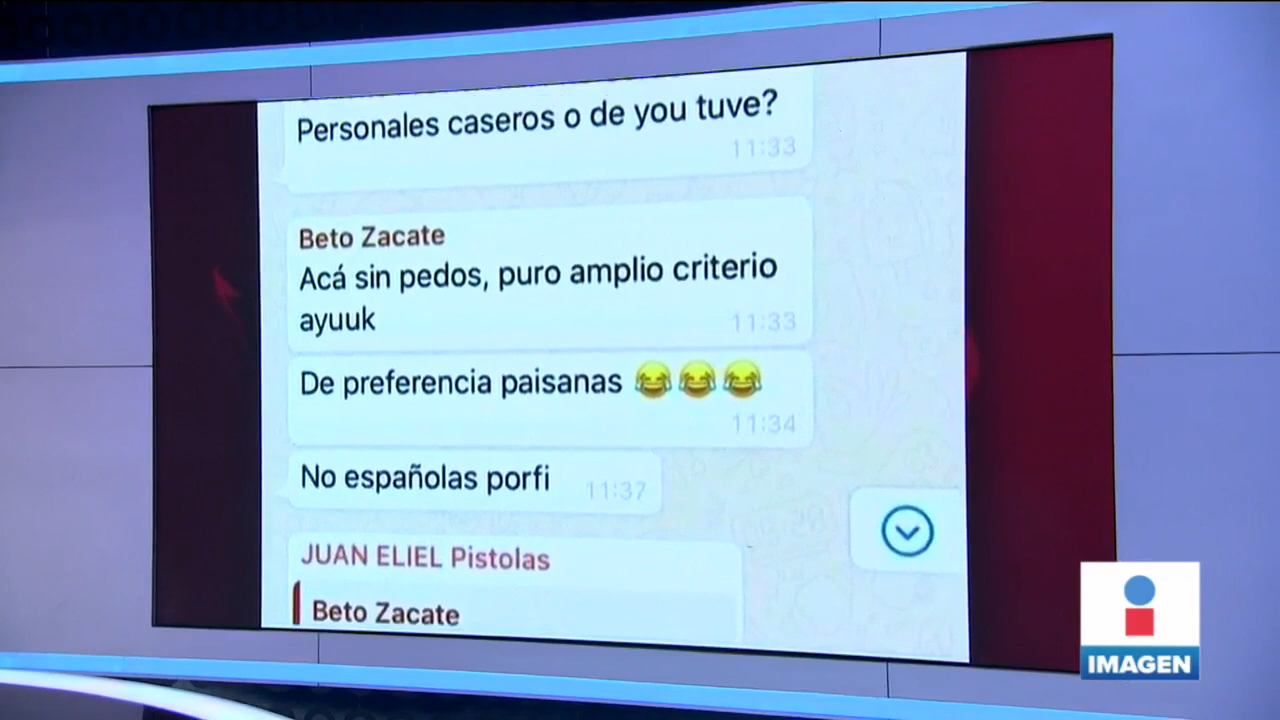 Personales caseros o de you tuve?
11:33
Beto Zacate
Acá sin pedos, puro amplio criterio
ayuuk
11:33
De preferencia paisanas 😂😂😂
11:34
No españolas porfi
11:37
JUAN ELIEL Pistolas
Beto Zacate
IMAGEN